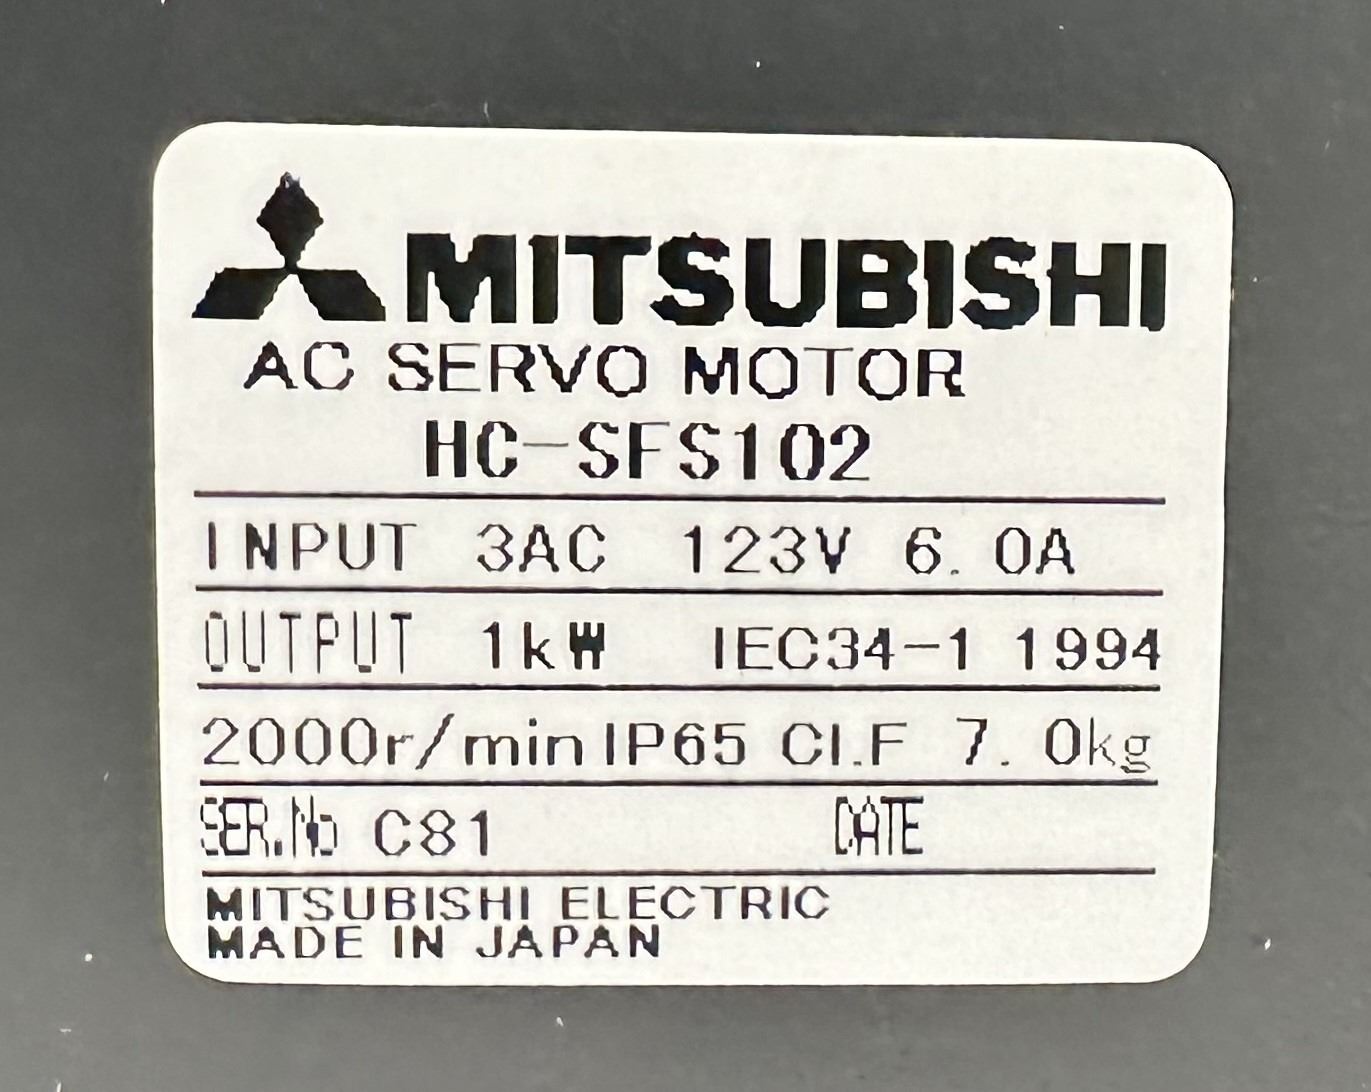 MITSUBISHI
AC SERVO MOTOR
HC-SFS102
INPUT 3AC 123V 6.0A
OUTPUT 1kW IEC34-1 1994
2000r/min IP65 Cl.F 7.0kg
SER.No C81 DATE
MITSUBISHI ELECTRIC
MADE IN JAPAN